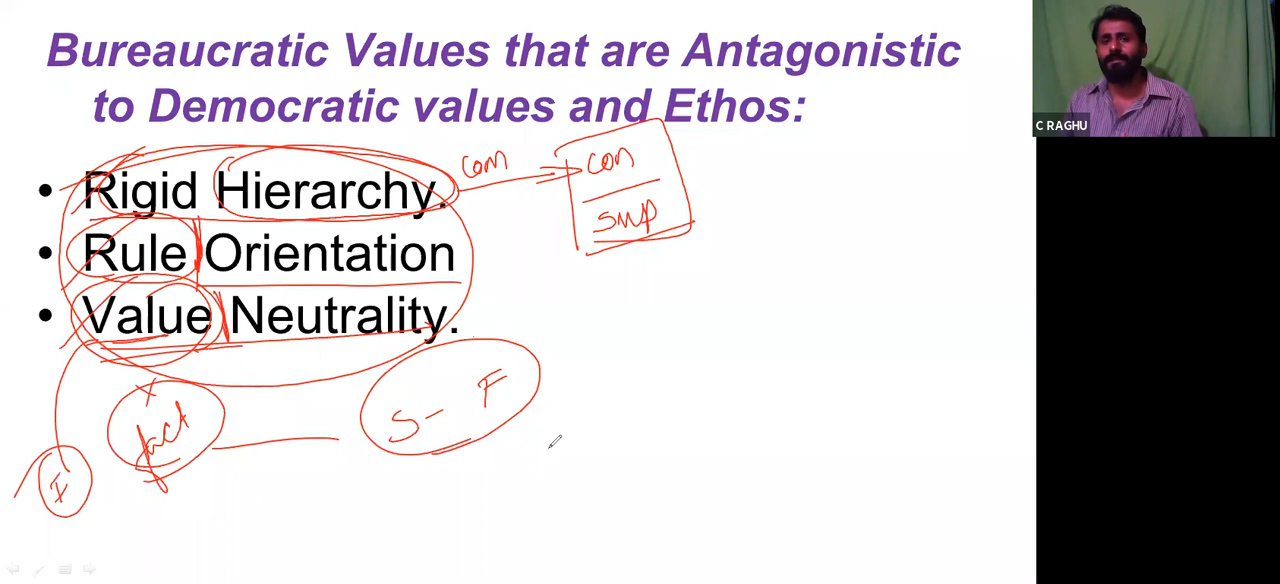 Bureaucratic Values that are Antagonistic
to Democratic values and Ethos:
• Rigid Hierarchy.
com
con
sup
• Rule Orientation
• Value Neutrality.
fact
S - F
I
C RAGHU